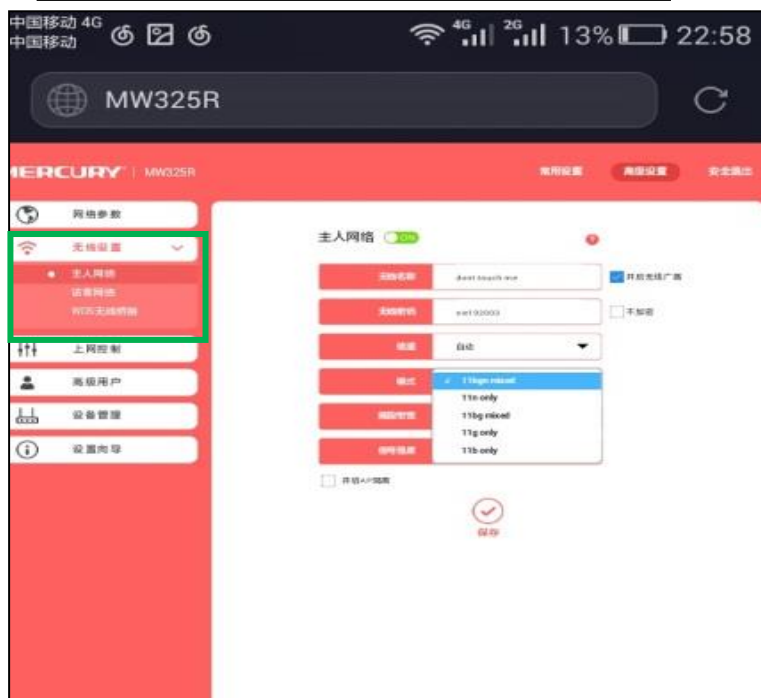 中国移动 4G
中国移动
4G 2G 13% 22:58
MW325R
MERCURY | MW325R 常用设置 高级设置 安全退出
网络参数
无线设置
主人网络
访客网络
WDS无线桥接
上网控制
高级用户
设备管理
设置向导
主人网络 ON
无线名称 dont touch me 开启无线广播
无线密码 不加密
信道 自动
模式 11bgn mixed
11n only
11bg mixed
11g only
11b only
频段带宽
信号强度
开启AP隔离
保存